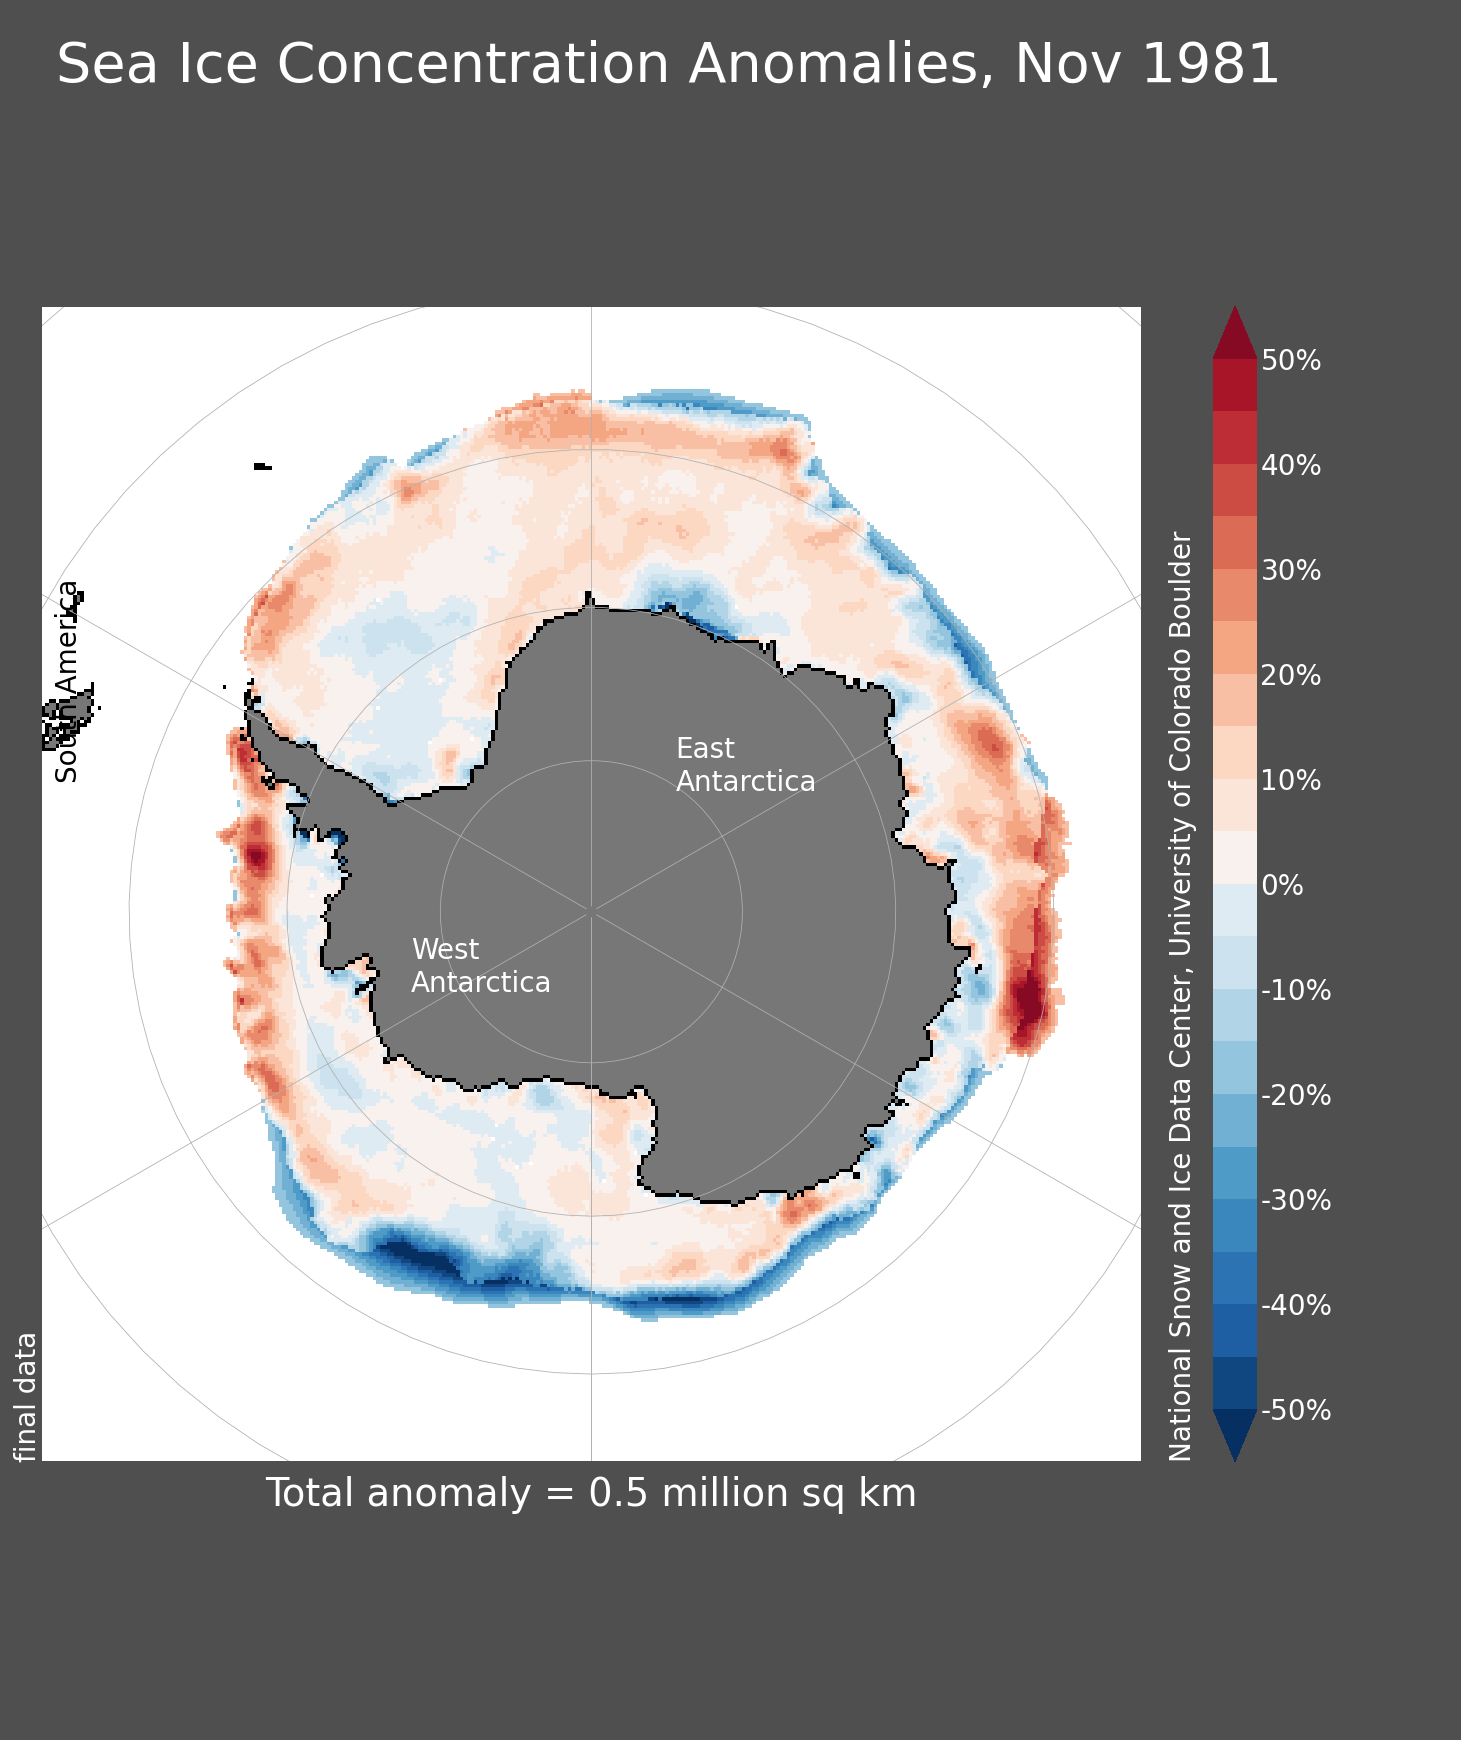 Sea Ice Concentration Anomalies, Nov 1981
South America
East
Antarctica
West
Antarctica
final data
National Snow and Ice Data Center, University of Colorado Boulder
50%
40%
30%
20%
10%
0%
-10%
-20%
-30%
-40%
-50%
Total anomaly = 0.5 million sq km